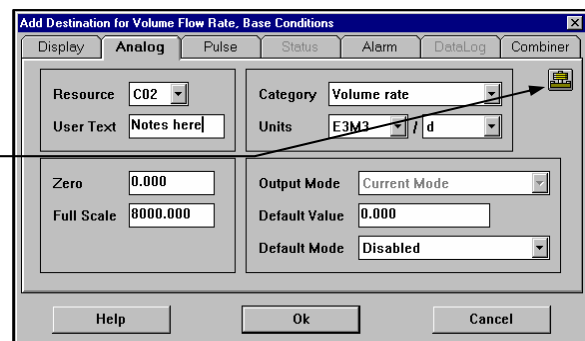 Add Destination for Volume Flow Rate, Base Conditions
Display Analog Pulse Status Alarm DataLog Combiner
Resource C02 Category Volume rate
User Text Notes here Units E3M3 / d
Zero 0.000 Output Mode Current Mode
Full Scale 8000.000 Default Value 0.000
Default Mode Disabled
Help Ok Cancel